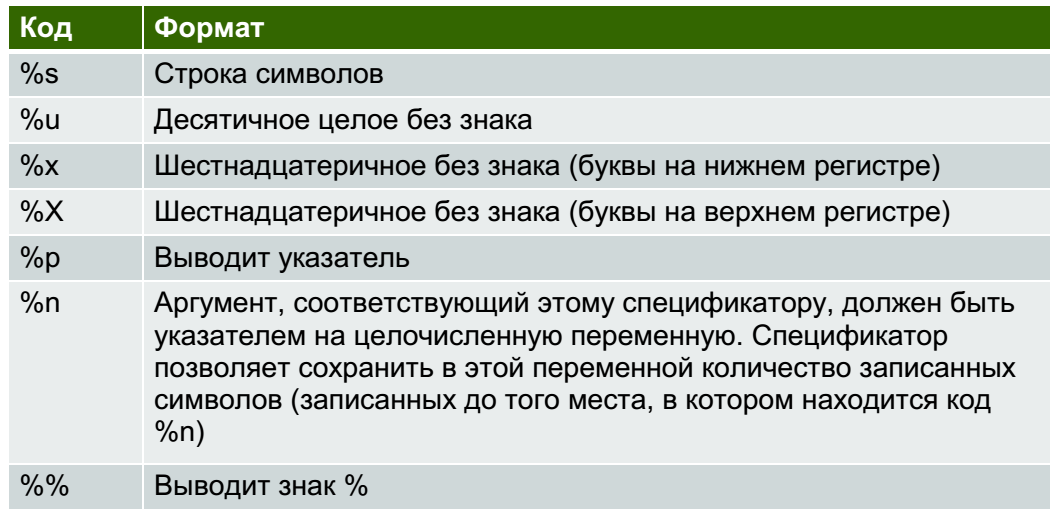 Код Формат
%s Строка символов
%u Десятичное целое без знака
%x Шестнадцатеричное без знака (буквы на нижнем регистре)
%X Шестнадцатеричное без знака (буквы на верхнем регистре)
%p Выводит указатель
%n Аргумент, соответствующий этому спецификатору, должен быть
указателем на целочисленную переменную. Спецификатор
позволяет сохранить в этой переменной количество записанных
символов (записанных до того места, в котором находится код
%n)
%% Выводит знак %